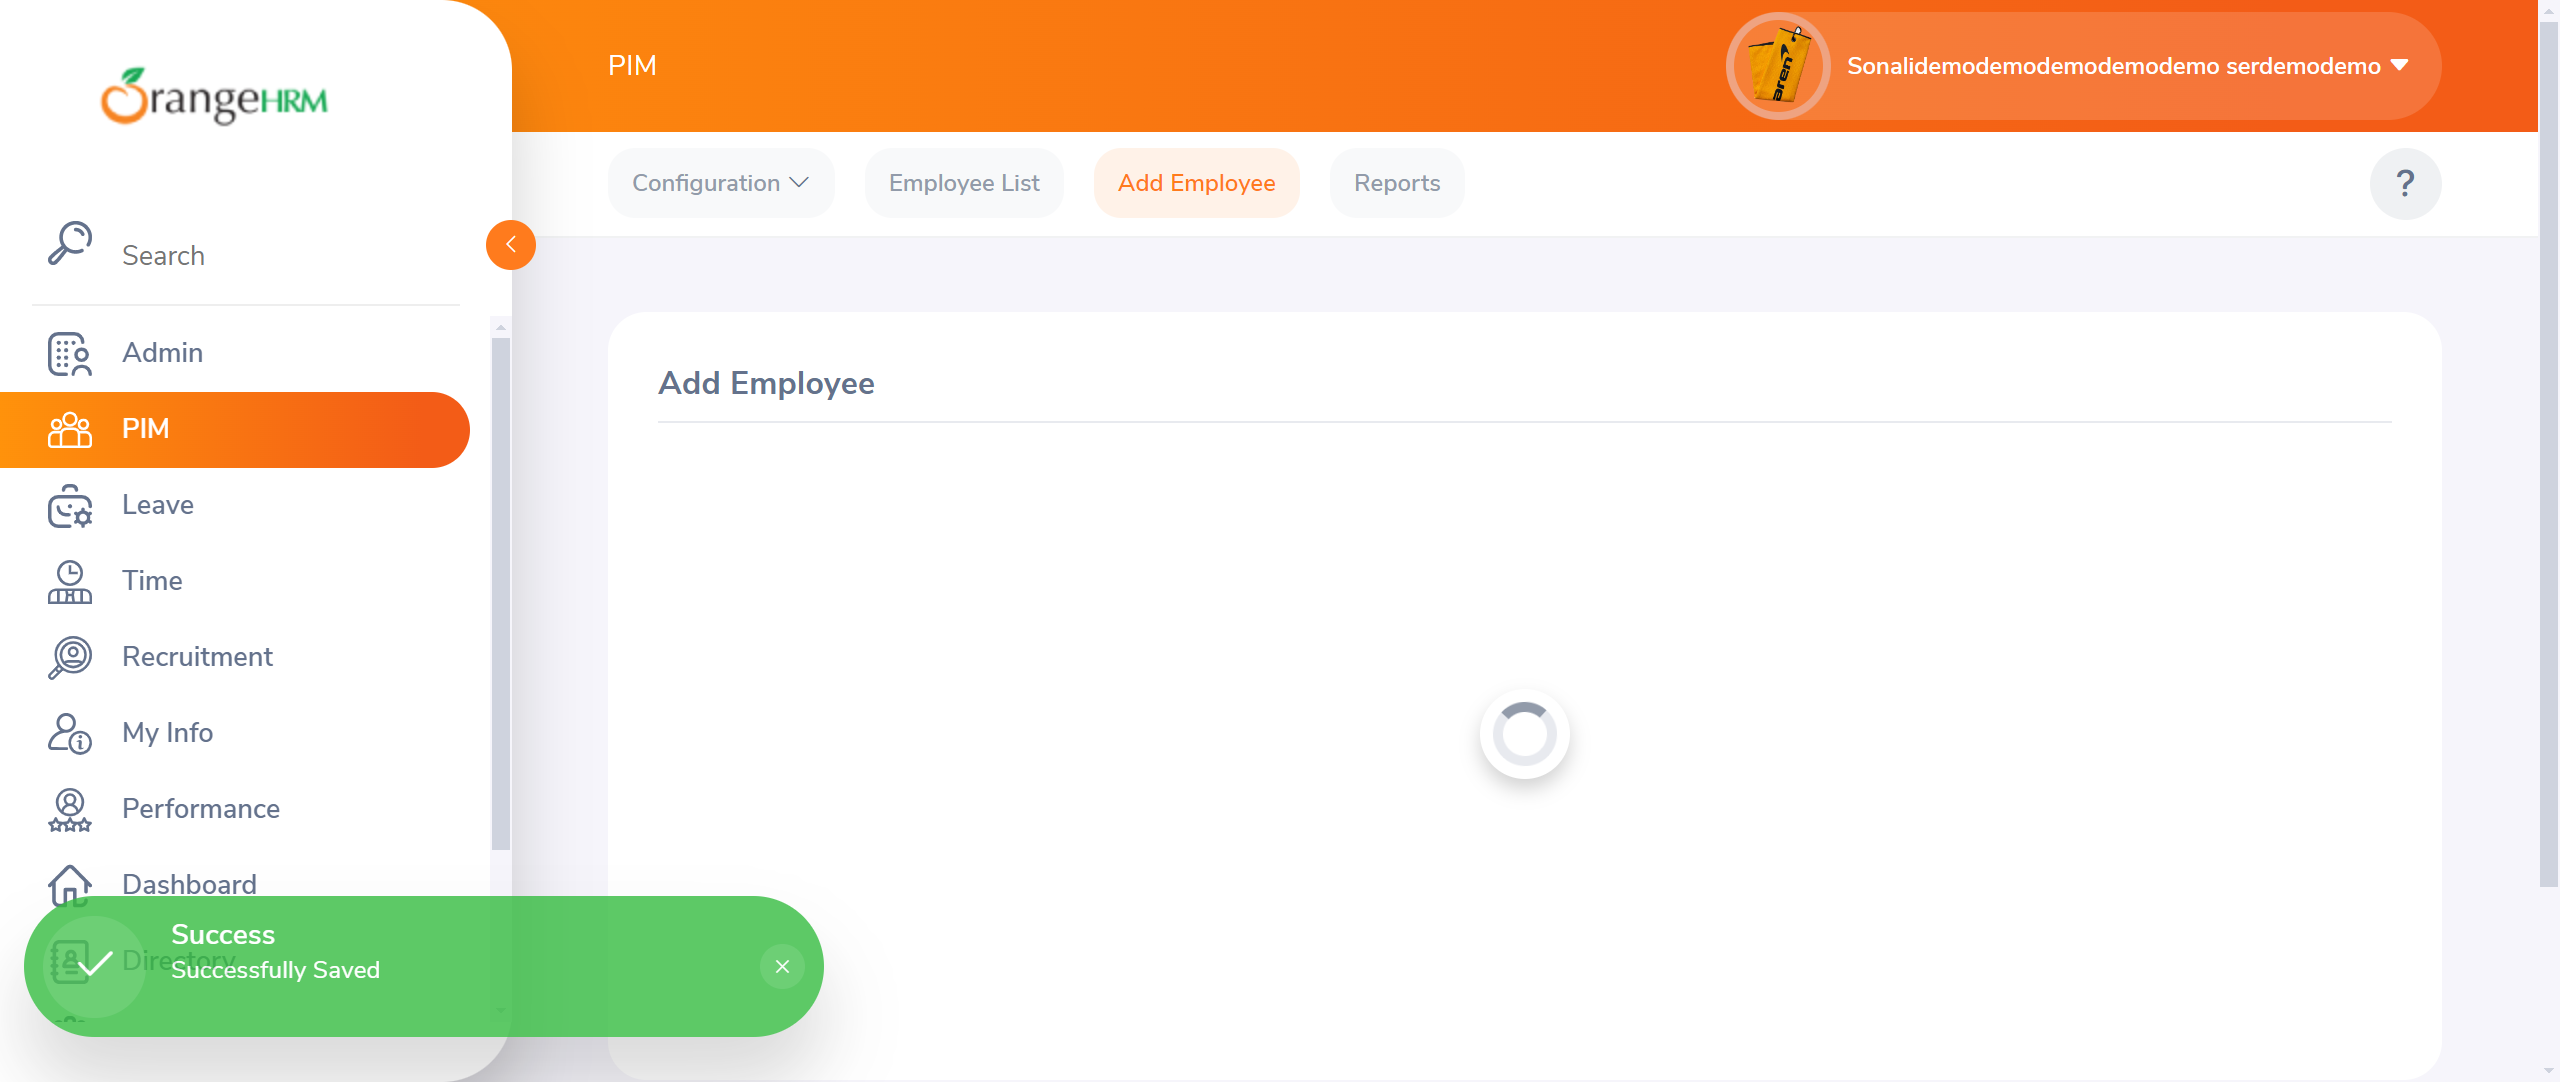 OrangeHRM
PIM
aren
Sonalidemodemodemodemodemo serdemodemo
Configuration
Employee List
Add Employee
Reports
?
Search
Admin
PIM
Leave
Time
Recruitment
My Info
Performance
Dashboard
Directory
Add Employee
Success
Successfully Saved